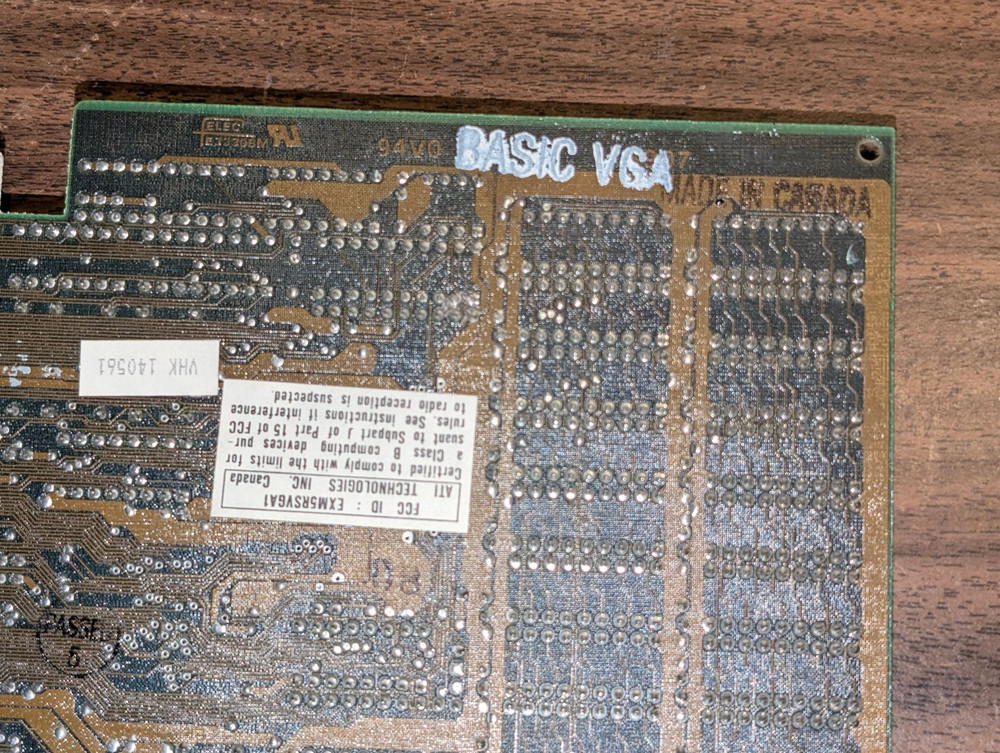 ELEC
94V0
BASIC VGA
MADE IN CANADA
VHK 140561
FCC ID : EXM5RSVGA1
ATI TECHNOLOGIES INC. Canada
Certified to comply with the limits for
a Class B computing devices pur-
suant to Subpart J of Part 15 of FCC
rules. See instructions if interference
to radio reception is suspected.
PASSED
5